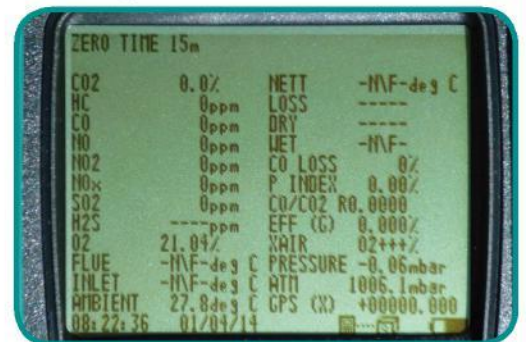 ZERO TIME 15m
CO2 0.0% NETT -N\F-deg C
HC 0ppm LOSS -----
CO 0ppm DRY -----
NO 0ppm WET -N\F-
NO2 0ppm CO LOSS 0%
NOx 0ppm P INDEX 0.00%
SO2 0ppm CO/CO2 R0.0000
H2S ----ppm EFF (G) 0.000%
O2 21.04% XAIR O2+++%
FLUE -N\F-deg C PRESSURE -0.06mbar
INLET -N\F-deg C ATM 1006.1mbar
AMBIENT 27.8deg C GPS (X) +00000.000
08:22:36 01/04/14